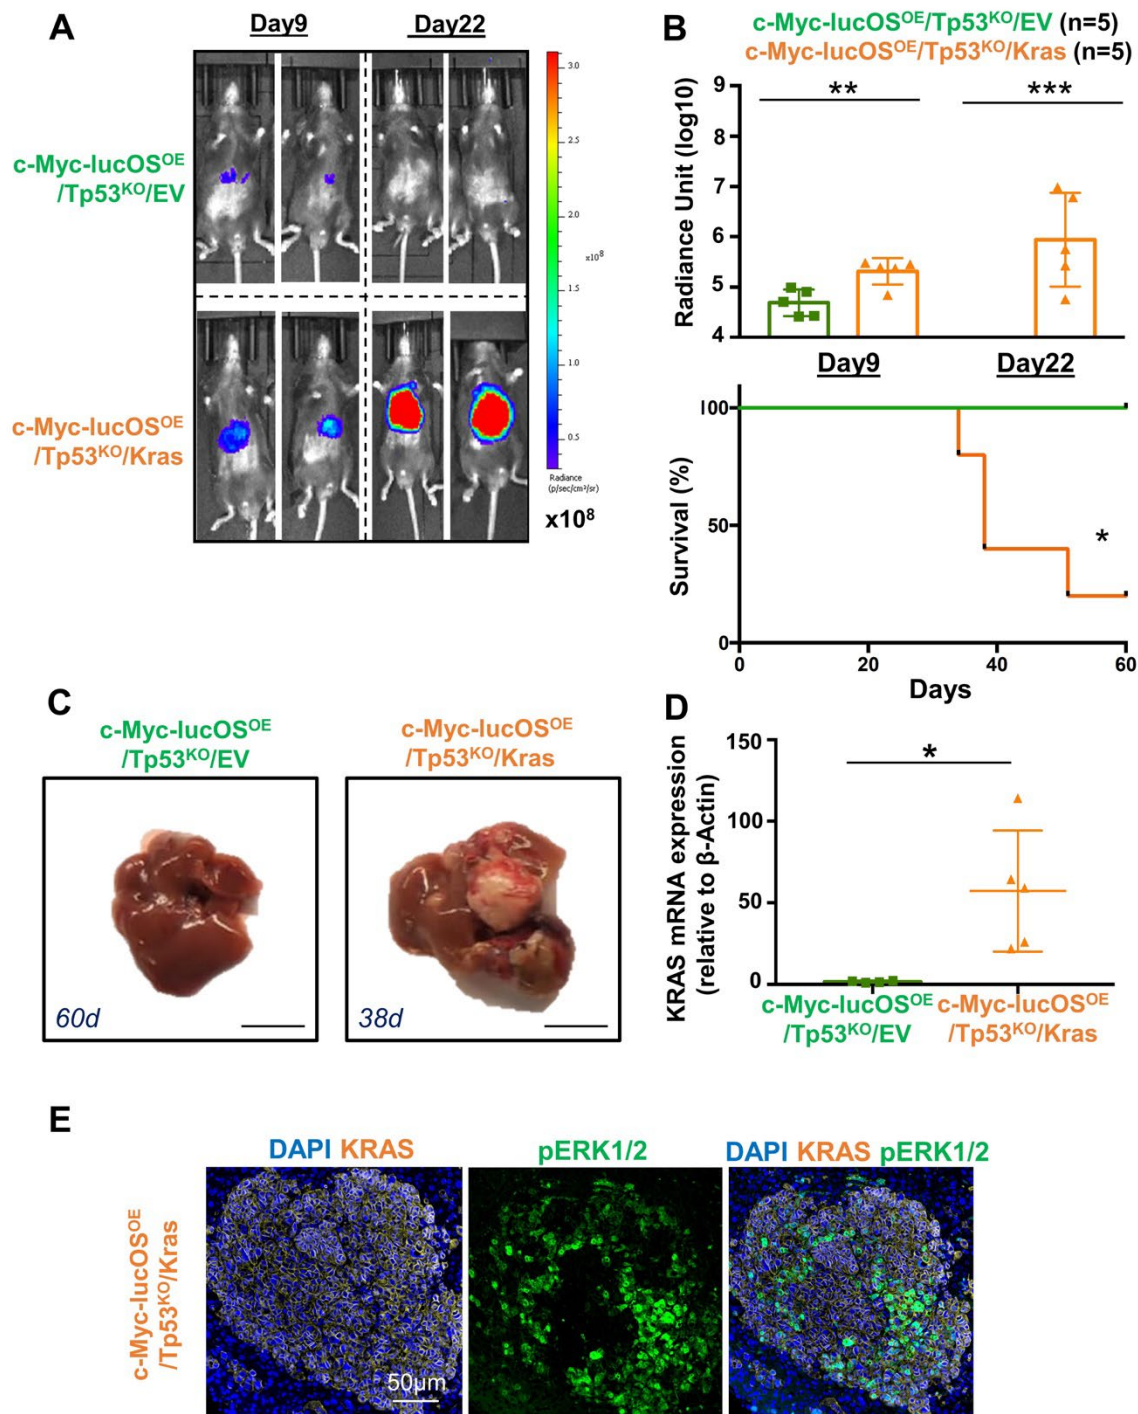 A
Day9
Day22
c-Myc-lucOSOE
/Tp53KO/EV
c-Myc-lucOSOE
/Tp53KO/Kras
3.0
2.5
2.0
x10⁸
1.5
1.0
0.5
Radiance
(p/sec/cm²/sr)
x10⁸
B
c-Myc-lucOSOE/Tp53KO/EV (n=5)
c-Myc-lucOSOE/Tp53KO/Kras (n=5)
Radiance Unit (log10)
9
8
7
6
5
4
**
***
Day9
Day22
Survival (%)
100
50
0
*
0
20
40
60
Days
C
c-Myc-lucOSOE
/Tp53KO/EV
c-Myc-lucOSOE
/Tp53KO/Kras
60d
38d
D
KRAS mRNA expression
(relative to β-Actin)
150
100
50
0
*
c-Myc-lucOSOE
/Tp53KO/EV
c-Myc-lucOSOE
/Tp53KO/Kras
E
DAPI KRAS
pERK1/2
DAPI KRAS pERK1/2
c-Myc-lucOSOE
/Tp53KO/Kras
50μm